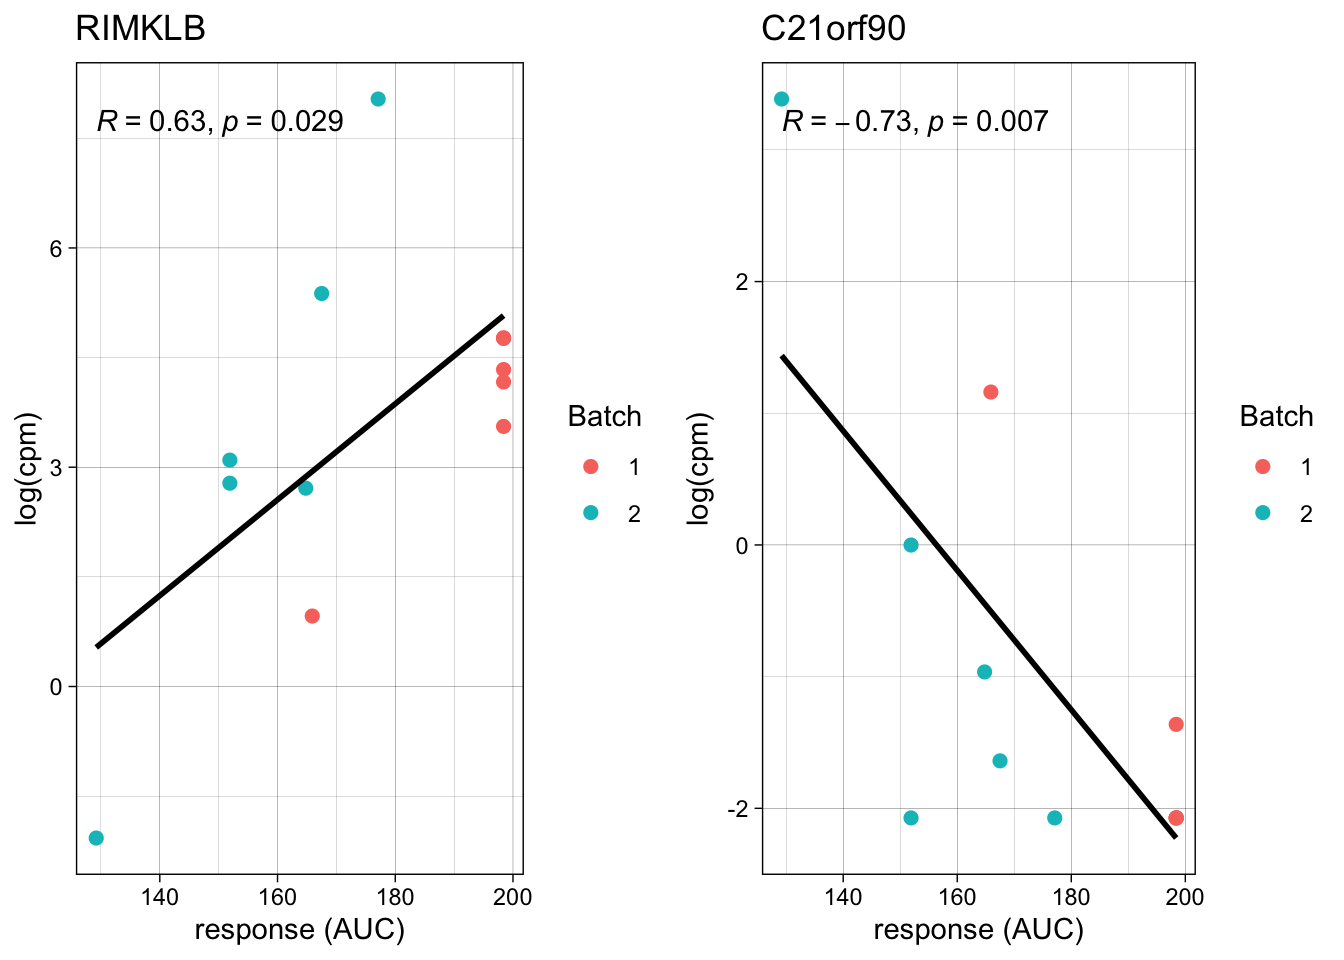 RIMKLB
R = 0.63, p = 0.029
6
3
0
log(cpm)
140 160 180 200
response (AUC)
Batch
1
2
C21orf90
R = −0.73, p = 0.007
2
0
-2
log(cpm)
140 160 180 200
response (AUC)
Batch
1
2